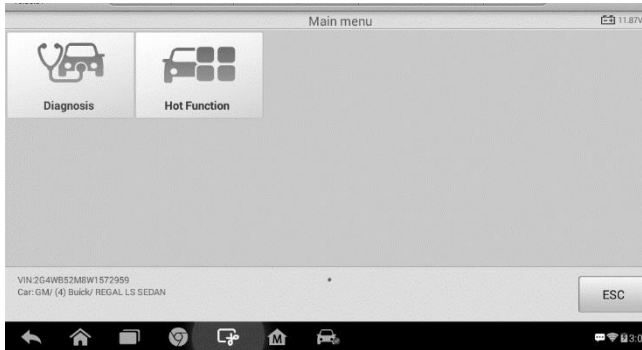 Main menu
11.87V
Diagnosis
Hot Function
VIN:2G4WB52M8W1572959
Car: GM/ (4) Buick/ REGAL LS SEDAN
ESC
M